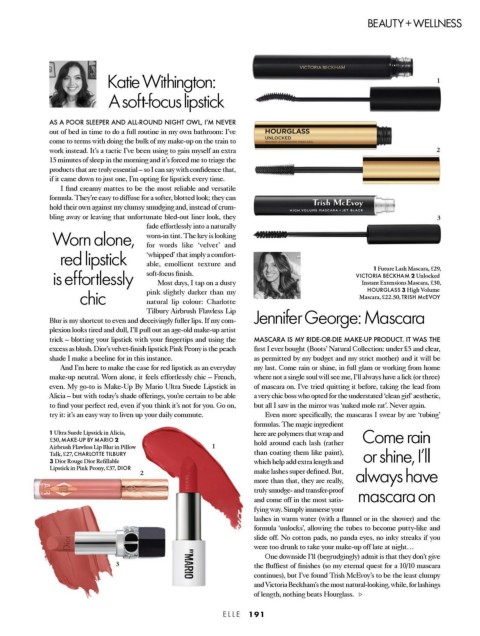 BEAUTY + WELLNESS
Katie Withington:
A soft-focus lipstick
AS A POOR SLEEPER AND ALL-ROUND NIGHT OWL, I'M NEVER
out of bed in time to do a full routine in my own bathroom: I've
come to terms with doing the bulk of my make-up on the train to
work instead. It's a tactic I've been using to gain myself an extra
15 minutes of sleep in the morning and it's forced me to triage the
products that are truly essential – so I can say with confidence that,
if it came down to just one, I'm opting for lipstick every time.
I find creamy mattes to be the most reliable and versatile
formula. They're easy to diffuse for a softer, blotted look; they can
hold their own against my clumsy smudging and, instead of crum-
bling away or leaving that unfortunate bled-out liner look, they
fade effortlessly into a naturally
worn-in tint. The key is looking
for words like 'velvet' and
'whipped' that imply a comfort-
able, emollient texture and
soft-focus finish.
Most days, I tap on a dusty
pink slightly darker than my
natural lip colour: Charlotte
Tilbury Airbrush Flawless Lip
Blur is my shortcut to even and deceivingly fuller lips. If my com-
plexion looks tired and dull, I'll pull out an age-old make-up artist
trick – blotting your lipstick with your fingertips and using the
excess as blush. Dior's velvet-finish lipstick Pink Peony is the peach
shade I make a beeline for in this instance.
And I'm here to make the case for red lipstick as an everyday
make-up neutral. Worn alone, it feels effortlessly chic – French,
even. My go-to is Make-Up By Mario Ultra Suede Lipstick in
Alicia – but with today's shade offerings, you're certain to be able
to find your perfect red, even if you think it's not for you. Go on,
try it: it's an easy way to liven up your daily commute.
Worn alone,
red lipstick
is effortlessly
chic
1 Ultra Suede Lipstick in Alicia,
£30, MAKE-UP BY MARIO 2
Airbrush Flawless Lip Blur in Pillow
Talk, £27, CHARLOTTE TILBURY
3 Dior Rouge Dior Refillable
Lipstick in Pink Peony, £37, DIOR
1
2
3
BY
MARIO
VICTORIA BECKHAM
1
HOURGLASS
UNLOCKED
2
Trish McEvoy
HIGH VOLUME MASCARA • JET BLACK
3
1 Future Lash Mascara, £29,
VICTORIA BECKHAM 2 Unlocked
Instant Extensions Mascara, £30,
HOURGLASS 3 High Volume
Mascara, £22.50, TRISH McEVOY
Jennifer George: Mascara
MASCARA IS MY RIDE-OR-DIE MAKE-UP PRODUCT. IT WAS THE
first I ever bought (Boots' Natural Collection: under £5 and clear,
as permitted by my budget and my strict mother) and it will be
my last. Come rain or shine, in full glam or working from home
where not a single soul will see me, I'll always have a lick (or three)
of mascara on. I've tried quitting it before, taking the lead from
a very chic boss who opted for the understated 'clean girl' aesthetic,
but all I saw in the mirror was 'naked mole rat'. Never again.
Even more specifically, the mascaras I swear by are 'tubing'
formulas. The magic ingredient
here are polymers that wrap and
hold around each lash (rather
than coating them like paint),
which help add extra length and
make lashes super defined. But,
more than that, they are really,
truly smudge- and transfer-proof
and come off in the most satis-
fying way. Simply immerse your
lashes in warm water (with a flannel or in the shower) and the
formula 'unlocks', allowing the tubes to become putty-like and
slide off. No cotton pads, no panda eyes, no inky streaks if you
were too drunk to take your make-up off late at night…
One downside I'll (begrudgingly) admit is that they don't give
the fluffiest of finishes (so my eternal quest for a 10/10 mascara
continues), but I've found Trish McEvoy's to be the least clumpy
and Victoria Beckham's the most natural-looking, while, for lashings
of length, nothing beats Hourglass.
Come rain
or shine, I'll
always have
mascara on
ELLE 191